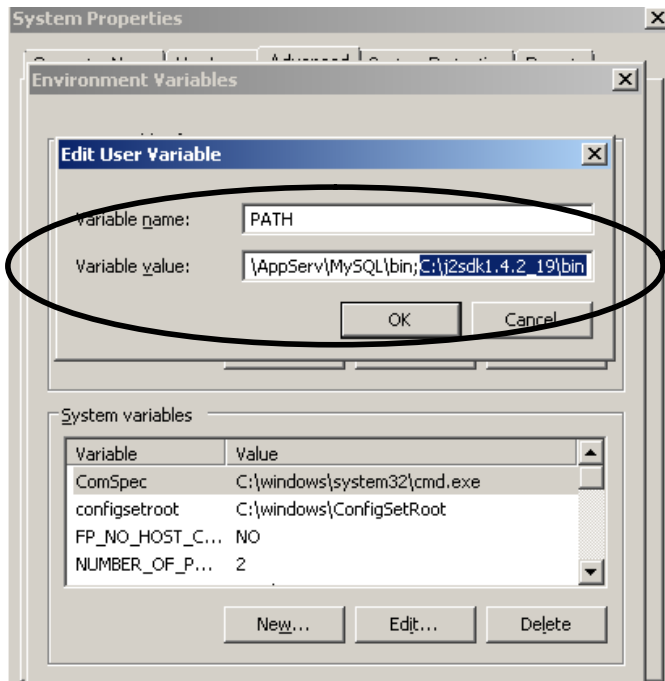 System Properties
Advanced
Environment Variables
Edit User Variable
Variable name:
PATH
Variable value:
\AppServ\MySQL\bin;C:\j2sdk1.4.2_19\bin
OK
Cancel
System variables
Variable Value
ComSpec C:\windows\system32\cmd.exe
configsetroot C:\windows\ConfigSetRoot
FP_NO_HOST_C... NO
NUMBER_OF_P... 2
New...
Edit...
Delete